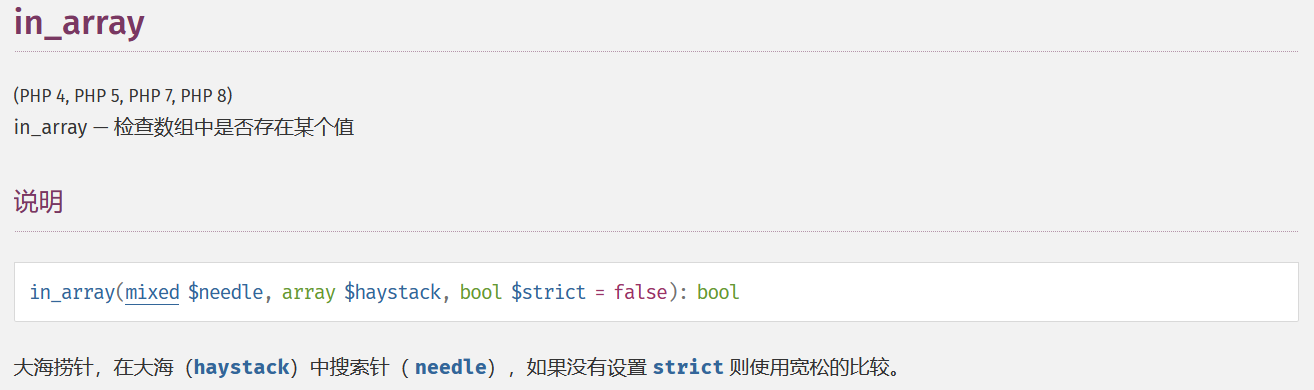 in_array
(PHP 4, PHP 5, PHP 7, PHP 8)
in_array — 检查数组中是否存在某个值
说明
in_array(mixed $needle, array $haystack, bool $strict = false): bool
大海捞针，在大海（haystack）中搜索针（ needle），如果没有设置 strict 则使用宽松的比较。